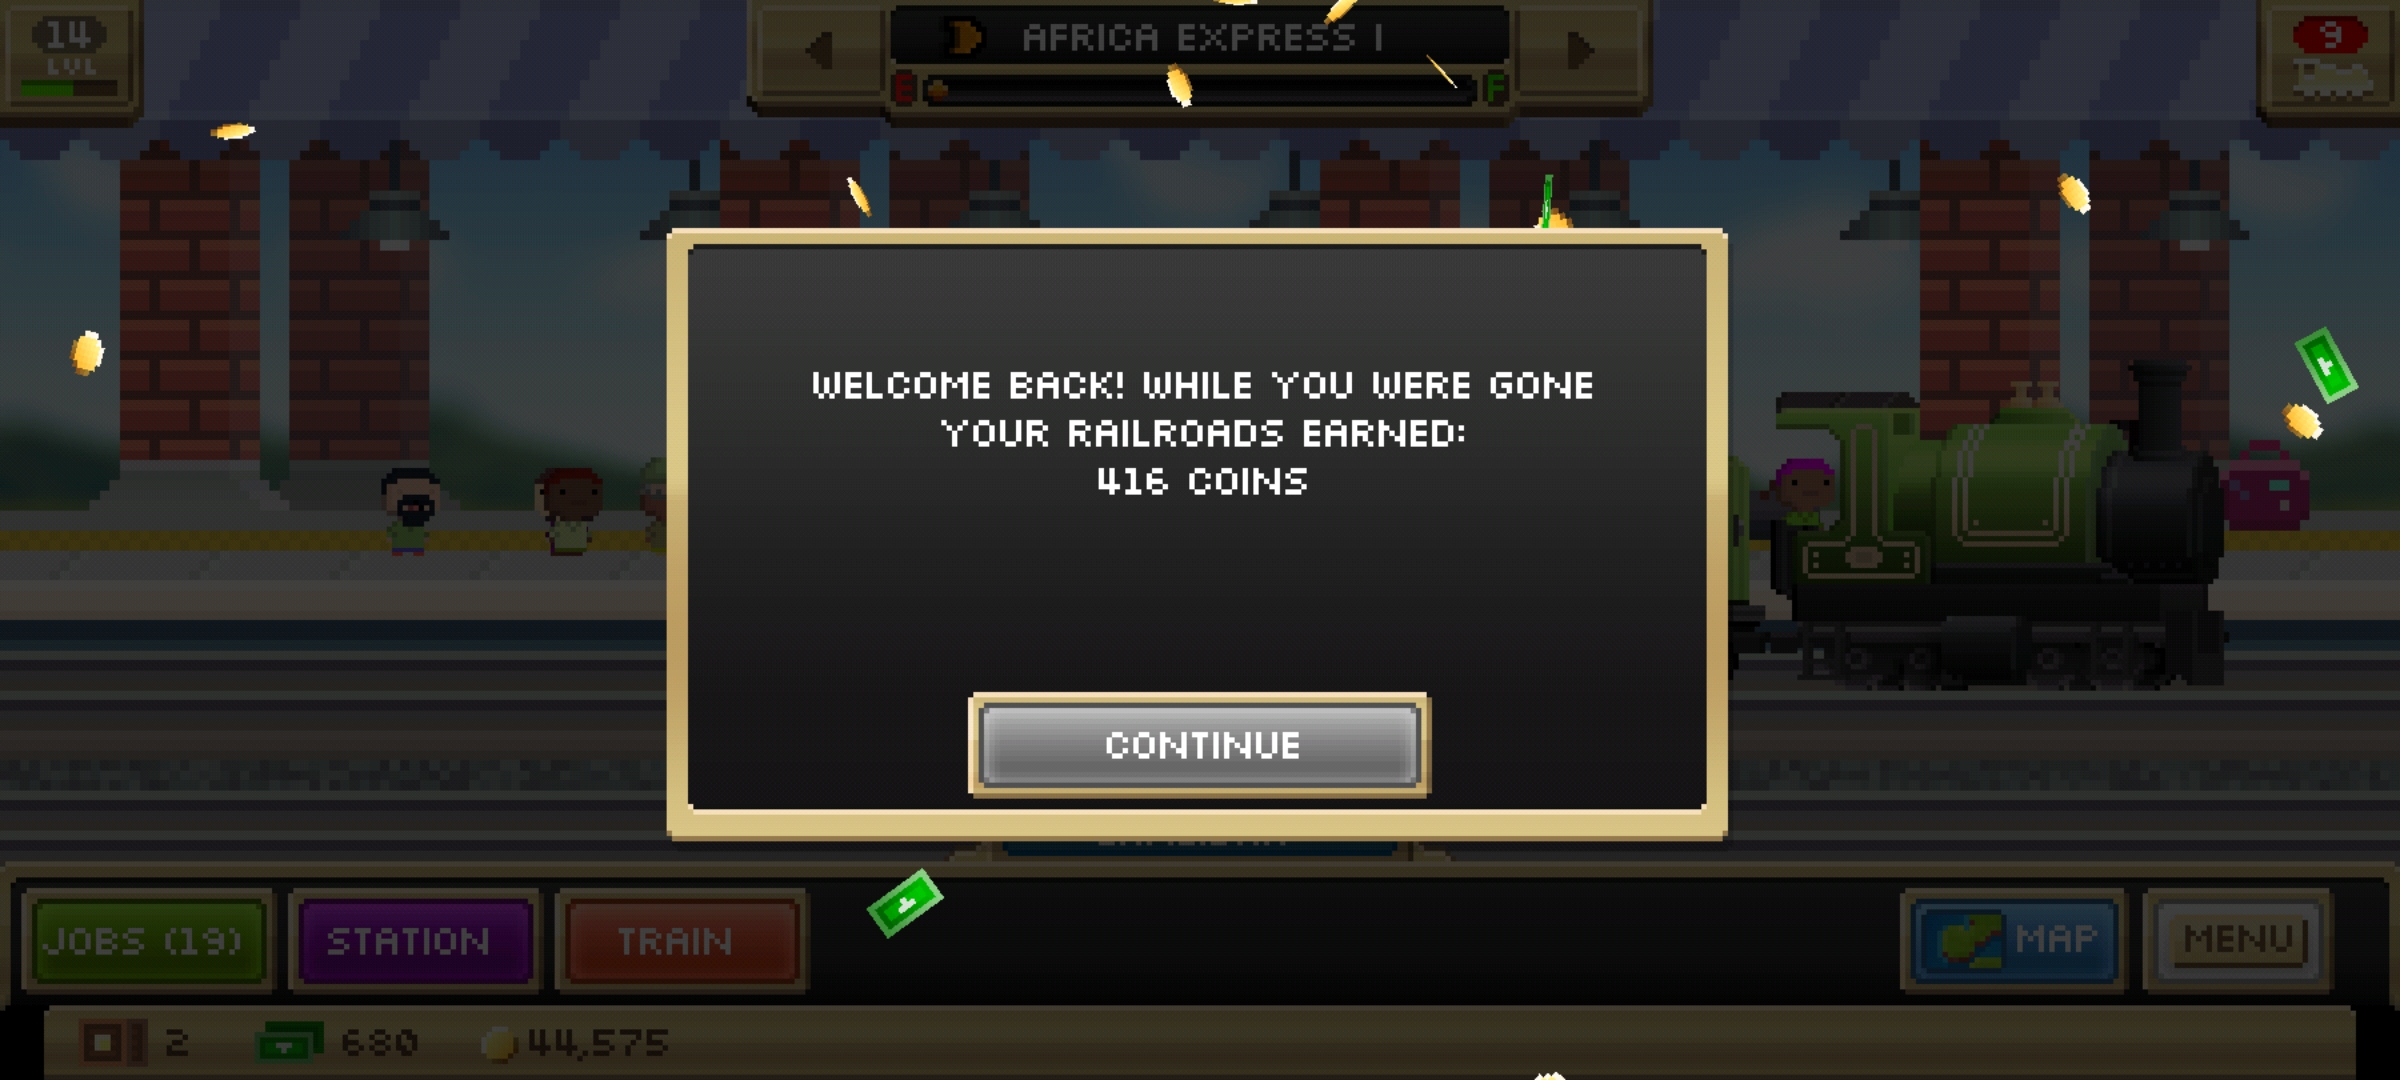 14
LVL
AFRICA EXPRESS 1
E
F
9
WELCOME BACK! WHILE YOU WERE GONE
YOUR RAILROADS EARNED:
416 COINS
CONTINUE
JOBS (19)
STATION
TRAIN
MAP
MENU
2
680
44,575